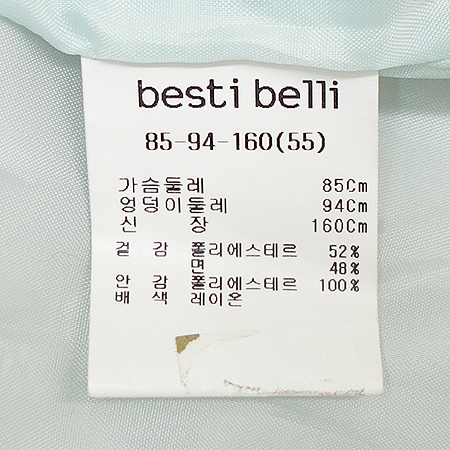 besti belli
85-94-160(55)
가슴둘레 85Cm
엉덩이둘레 94Cm
신 장 160Cm
겉 감 폴리에스테르 52%
면 48%
안 감 폴리에스테르 100%
배 색 레이온